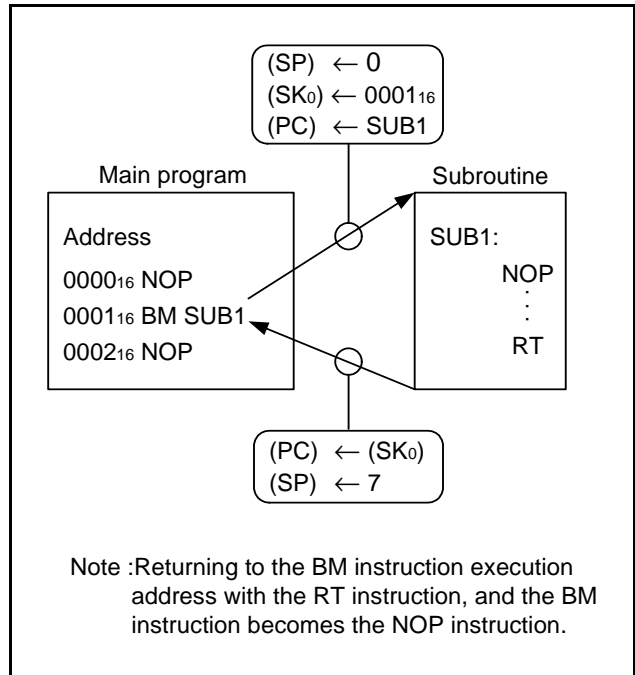 (SP) ← 0
(SK₀) ← 0001₁₆
(PC) ← SUB1
Main program
Address
0000₁₆ NOP
0001₁₆ BM SUB1
0002₁₆ NOP
Subroutine
SUB1:
NOP
⋮
RT
(PC) ← (SK₀)
(SP) ← 7
Note :Returning to the BM instruction execution
address with the RT instruction, and the BM
instruction becomes the NOP instruction.